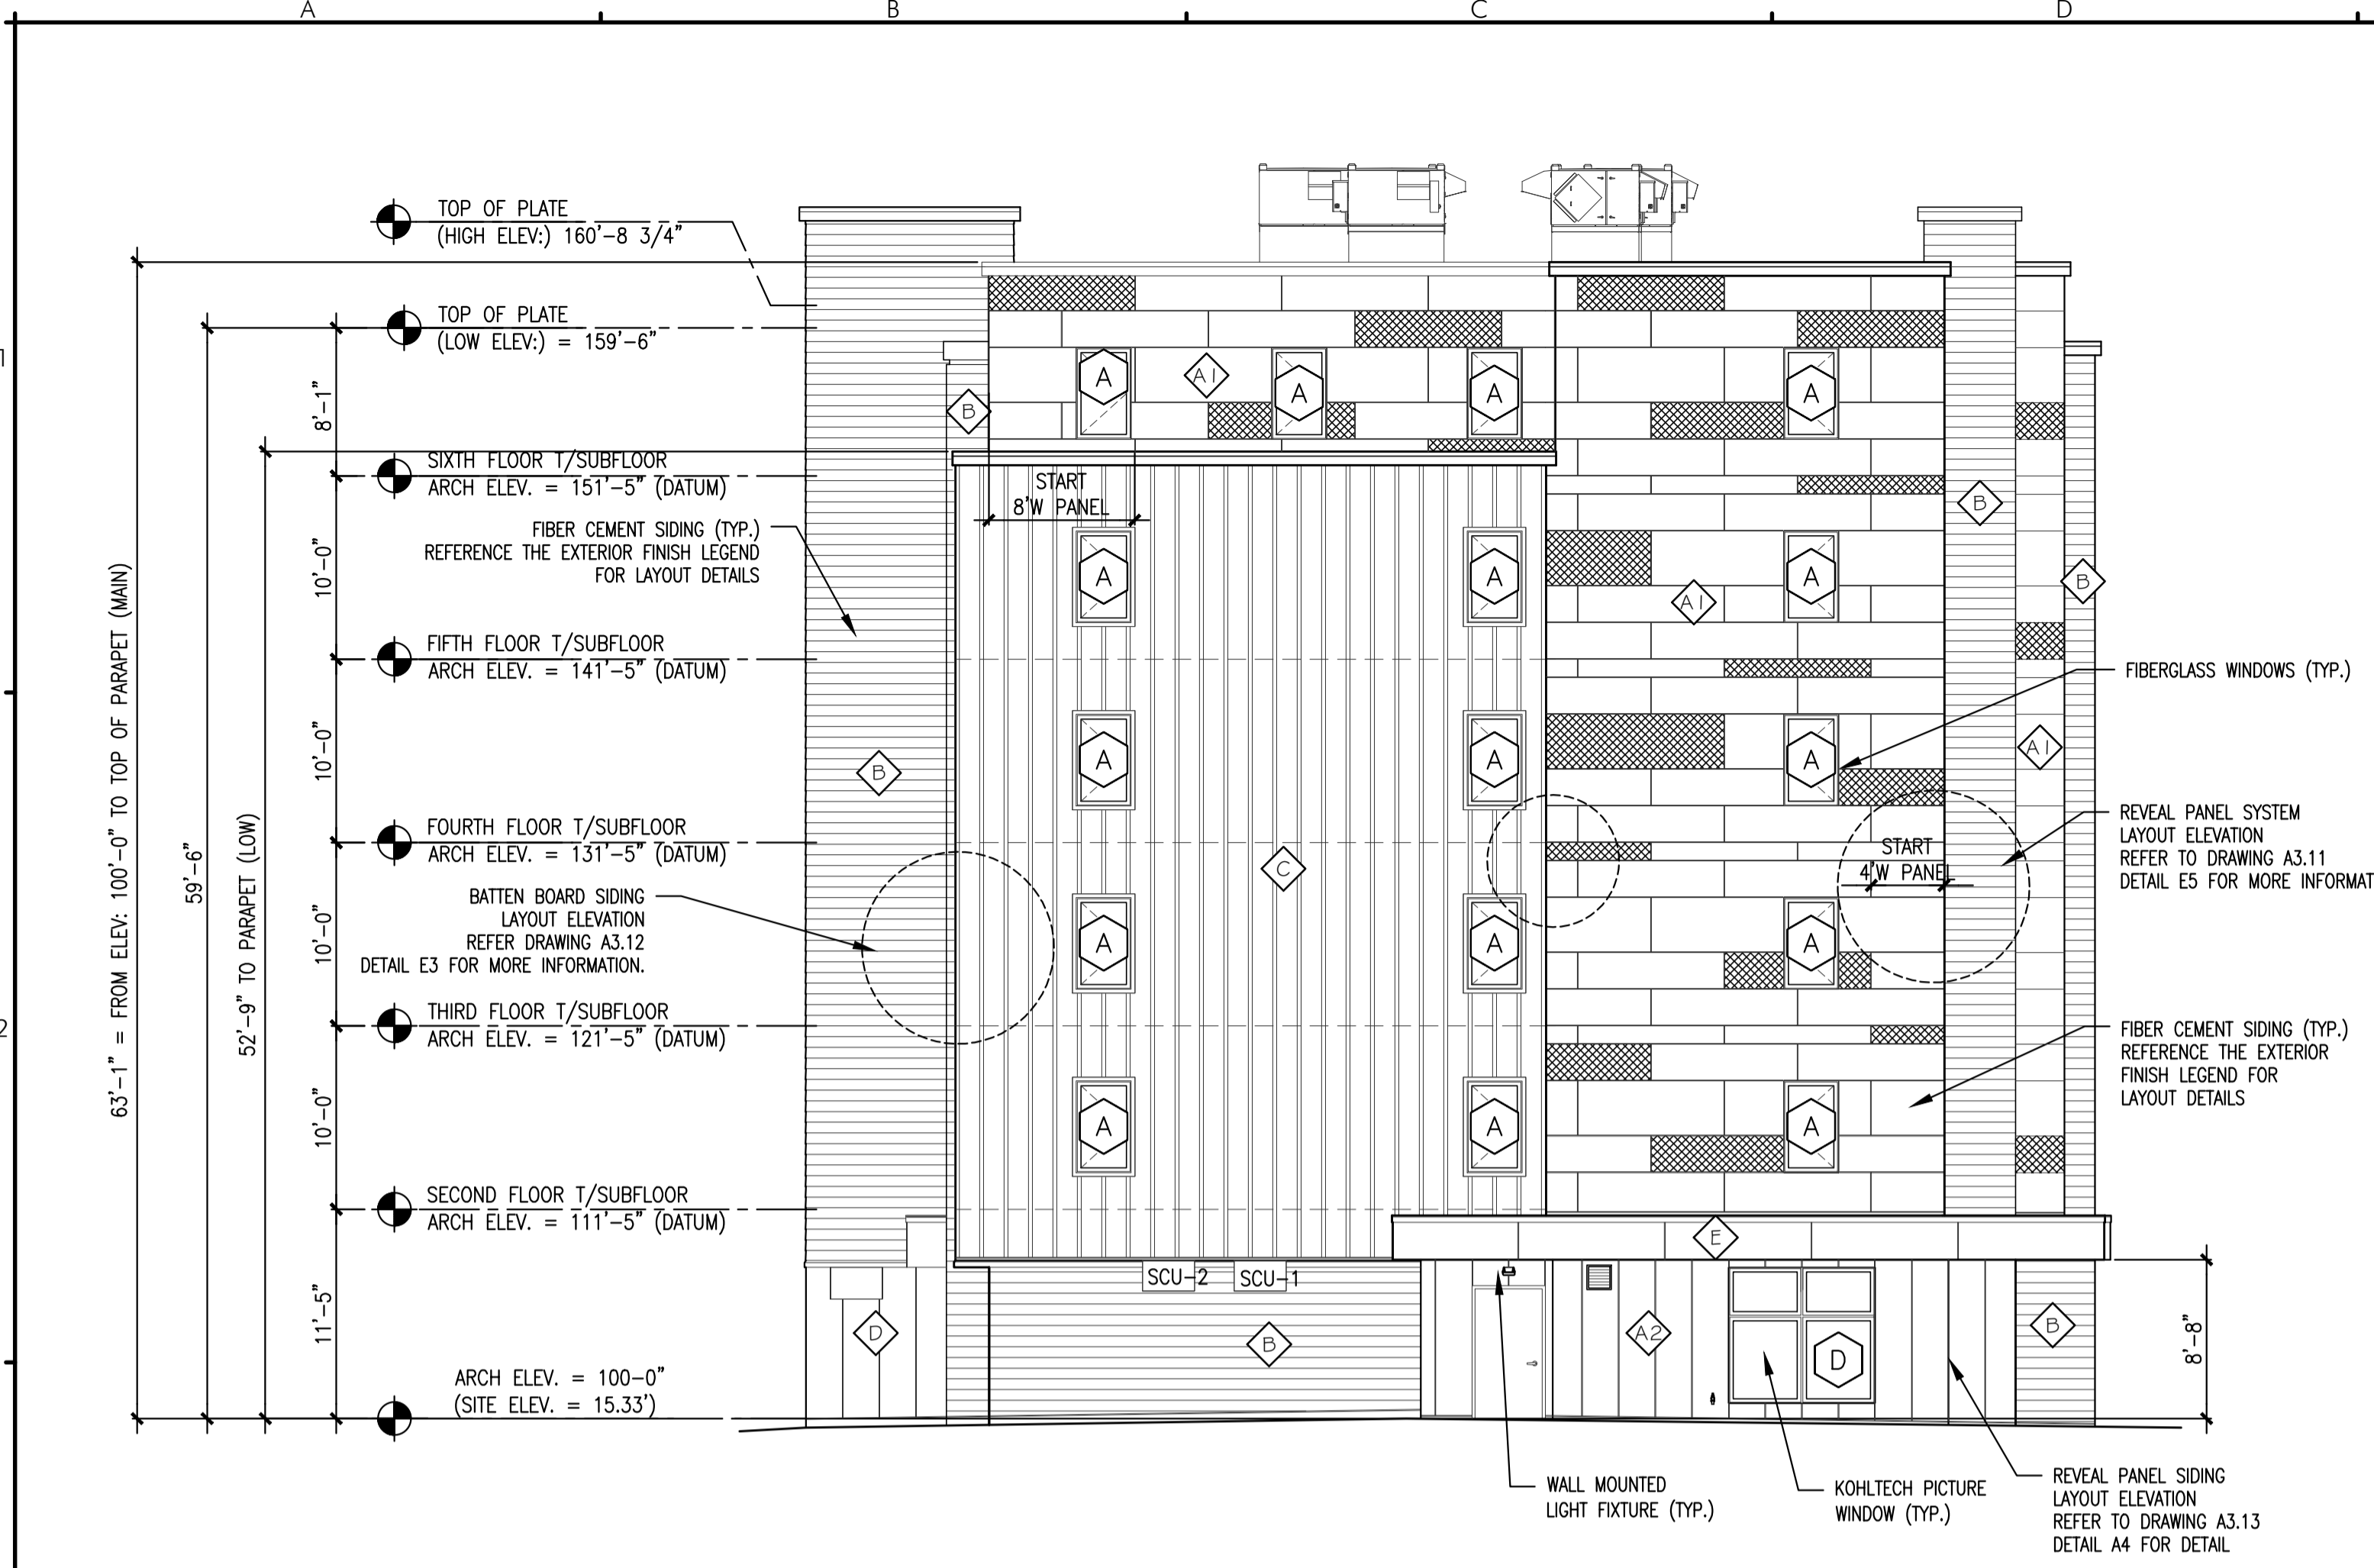 A B C D
TOP OF PLATE
(HIGH ELEV:) 160'-8 3/4"
TOP OF PLATE
(LOW ELEV:) = 159'-6"
1
8'-1"
SIXTH FLOOR T/SUBFLOOR
ARCH ELEV. = 151'-5" (DATUM)
FIBER CEMENT SIDING (TYP.)
REFERENCE THE EXTERIOR FINISH LEGEND
FOR LAYOUT DETAILS
10'-0"
FIFTH FLOOR T/SUBFLOOR
ARCH ELEV. = 141'-5" (DATUM)
10'-0"
FOURTH FLOOR T/SUBFLOOR
ARCH ELEV. = 131'-5" (DATUM)
BATTEN BOARD SIDING
LAYOUT ELEVATION
REFER DRAWING A3.12
DETAIL E3 FOR MORE INFORMATION.
10'-0"
THIRD FLOOR T/SUBFLOOR
ARCH ELEV. = 121'-5" (DATUM)
2
10'-0"
SECOND FLOOR T/SUBFLOOR
ARCH ELEV. = 111'-5" (DATUM)
11'-5"
ARCH ELEV. = 100-0"
(SITE ELEV. = 15.33')
63'-1" = FROM ELEV: 100'-0" TO TOP OF PARAPET (MAIN)
59'-6"
52'-9" TO PARAPET (LOW)
A A1 A A A
B
START
8'W PANEL
B
A A A
B
A1
FIBERGLASS WINDOWS (TYP.)
A1
B A A A
REVEAL PANEL SYSTEM
LAYOUT ELEVATION
REFER TO DRAWING A3.11
DETAIL E5 FOR MORE INFORMAT
START
4'W PANEL
C
A A A
FIBER CEMENT SIDING (TYP.)
REFERENCE THE EXTERIOR
FINISH LEGEND FOR
LAYOUT DETAILS
A A A
E
SCU-2 SCU-1
D B A2 D B
8'-8"
WALL MOUNTED
LIGHT FIXTURE (TYP.)
KOHLTECH PICTURE
WINDOW (TYP.)
REVEAL PANEL SIDING
LAYOUT ELEVATION
REFER TO DRAWING A3.13
DETAIL A4 FOR DETAIL